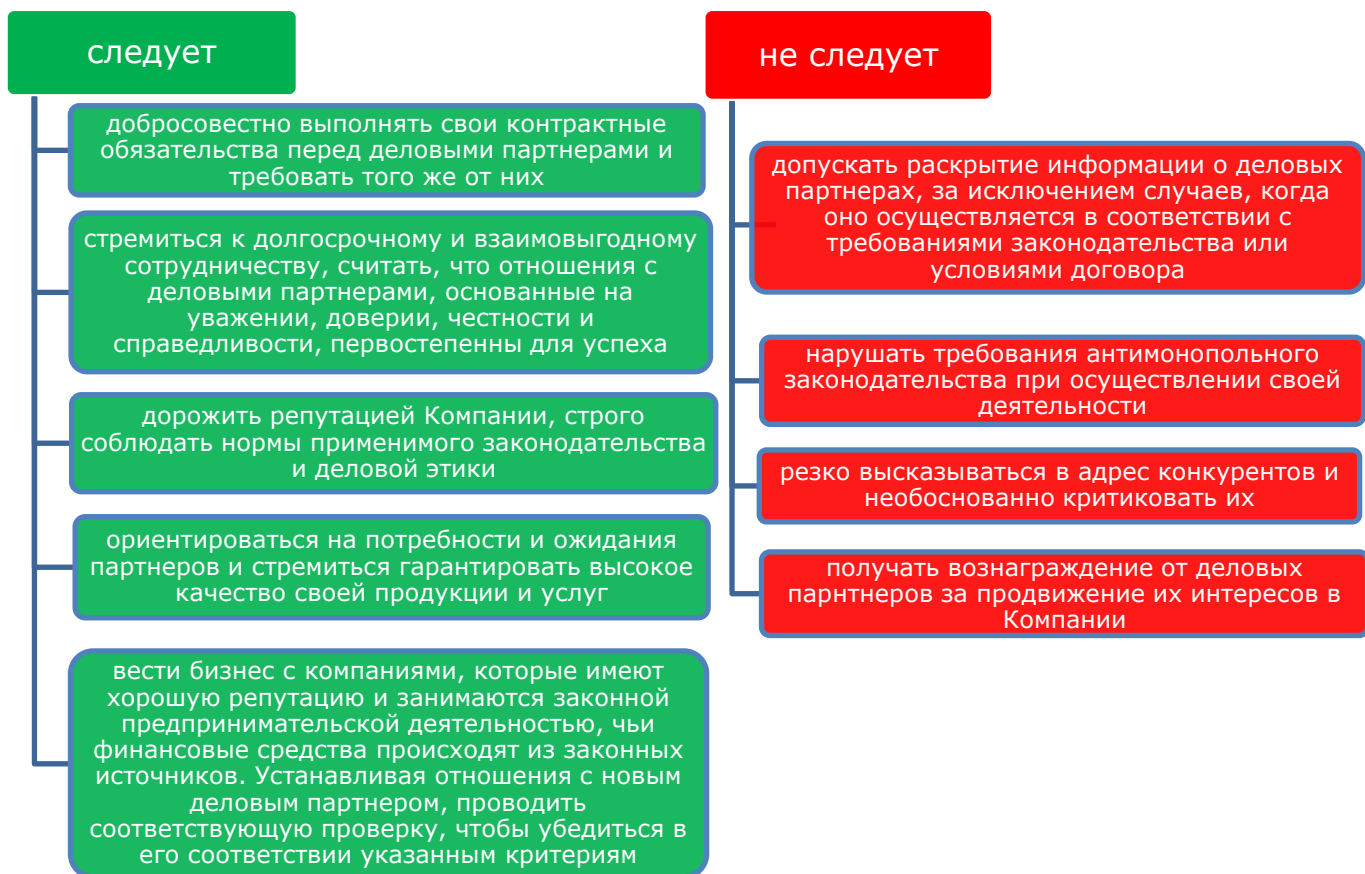 следует
добросовестно выполнять свои контрактные
обязательства перед деловыми партнерами и
требовать того же от них
стремиться к долгосрочному и взаимовыгодному
сотрудничеству, считать, что отношения с
деловыми партнерами, основанные на
уважении, доверии, честности и
справедливости, первостепенны для успеха
дорожить репутацией Компании, строго
соблюдать нормы применимого законодательства
и деловой этики
ориентироваться на потребности и ожидания
партнеров и стремиться гарантировать высокое
качество своей продукции и услуг
вести бизнес с компаниями, которые имеют
хорошую репутацию и занимаются законной
предпринимательской деятельностью, чьи
финансовые средства происходят из законных
источников. Устанавливая отношения с новым
деловым партнером, проводить
соответствующую проверку, чтобы убедиться в
его соответствии указанным критериям
не следует
допускать раскрытие информации о деловых
партнерах, за исключением случаев, когда
оно осуществляется в соответствии с
требованиями законодательства или
условиями договора
нарушать требования антимонопольного
законодательства при осуществлении своей
деятельности
резко высказываться в адрес конкурентов и
необоснованно критиковать их
получать вознаграждение от деловых
парнтнеров за продвижение их интересов в
Компании